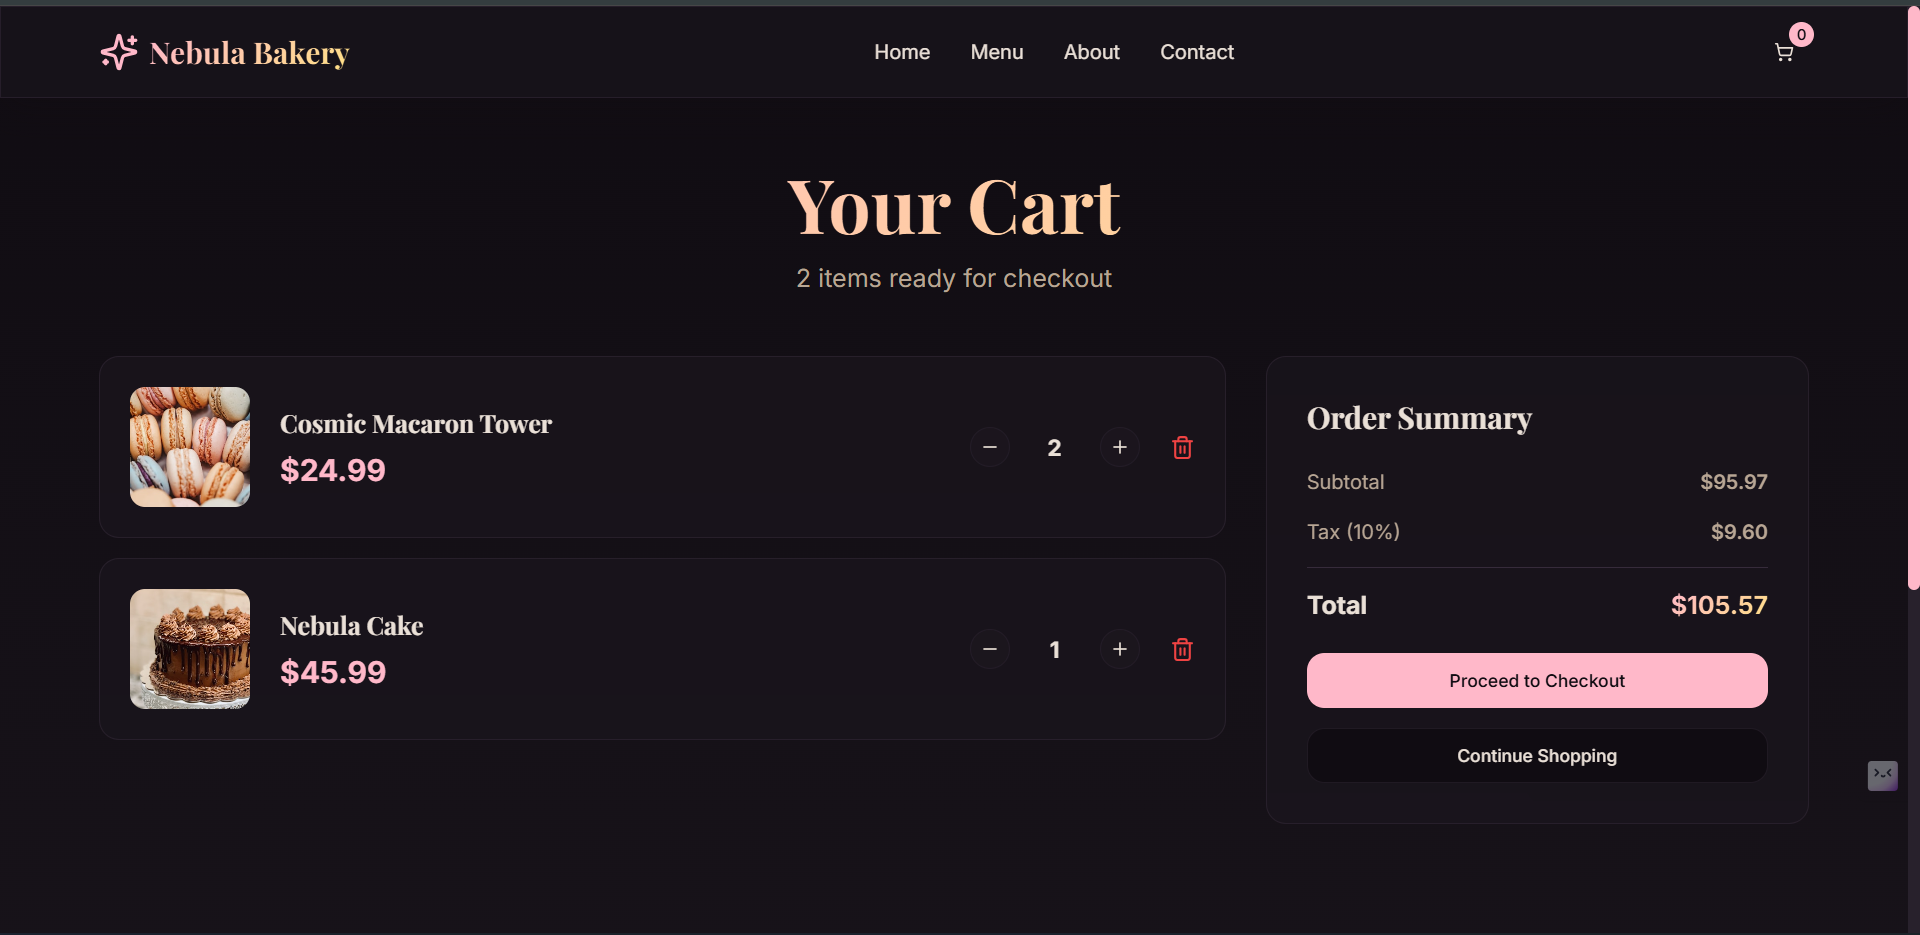 Nebula Bakery
Home Menu About Contact
0
Your Cart
2 items ready for checkout
Cosmic Macaron Tower
$24.99
2
Nebula Cake
$45.99
1
Order Summary
Subtotal $95.97
Tax (10%) $9.60
Total $105.57
Proceed to Checkout
Continue Shopping